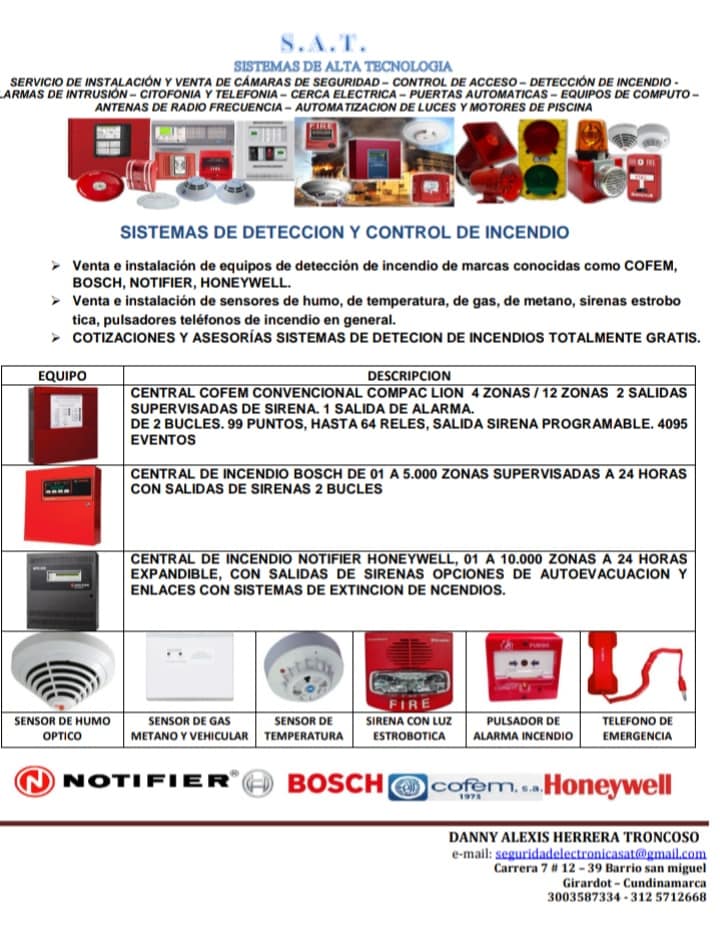 S.A.T.
SISTEMAS DE ALTA TECNOLOGIA
SERVICIO DE INSTALACIÓN Y VENTA DE CÁMARAS DE SEGURIDAD – CONTROL DE ACCESO – DETECCIÓN DE INCENDIO -
LARMAS DE INTRUSIÓN – CITOFONIA Y TELEFONIA – CERCA ELECTRICA – PUERTAS AUTOMATICAS – EQUIPOS DE COMPUTO –
ANTENAS DE RADIO FRECUENCIA – AUTOMATIZACION DE LUCES Y MOTORES DE PISCINA
FIRE
SISTEMAS DE DETECCION Y CONTROL DE INCENDIO
➤ Venta e instalación de equipos de detección de incendio de marcas conocidas como COFEM,
BOSCH, NOTIFIER, HONEYWELL.
➤ Venta e instalación de sensores de humo, de temperatura, de gas, de metano, sirenas estrobo
tica, pulsadores teléfonos de incendio en general.
➤ COTIZACIONES Y ASESORÍAS SISTEMAS DE DETECION DE INCENDIOS TOTALMENTE GRATIS.
EQUIPO DESCRIPCION
CENTRAL COFEM CONVENCIONAL COMPAC LION 4 ZONAS / 12 ZONAS 2 SALIDAS
SUPERVISADAS DE SIRENA. 1 SALIDA DE ALARMA.
DE 2 BUCLES. 99 PUNTOS, HASTA 64 RELES, SALIDA SIRENA PROGRAMABLE. 4095
EVENTOS
CENTRAL DE INCENDIO BOSCH DE 01 A 5.000 ZONAS SUPERVISADAS A 24 HORAS
CON SALIDAS DE SIRENAS 2 BUCLES
CENTRAL DE INCENDIO NOTIFIER HONEYWELL, 01 A 10.000 ZONAS A 24 HORAS
EXPANDIBLE, CON SALIDAS DE SIRENAS OPCIONES DE AUTOEVACUACION Y
ENLACES CON SISTEMAS DE EXTINCION DE NCENDIOS.
FIRE
SENSOR DE HUMO
OPTICO
SENSOR DE GAS
METANO Y VEHICULAR
SENSOR DE
TEMPERATURA
SIRENA CON LUZ
ESTROBOTICA
PULSADOR DE
ALARMA INCENDIO
TELEFONO DE
EMERGENCIA
NOTIFIER® BOSCH cofem, s.a. Honeywell
1973
DANNY ALEXIS HERRERA TRONCOSO
e-mail: seguridadelectronicasat@gmail.com
Carrera 7 # 12 – 39 Barrio san miguel
Girardot – Cundinamarca
3003587334 - 312 5712668